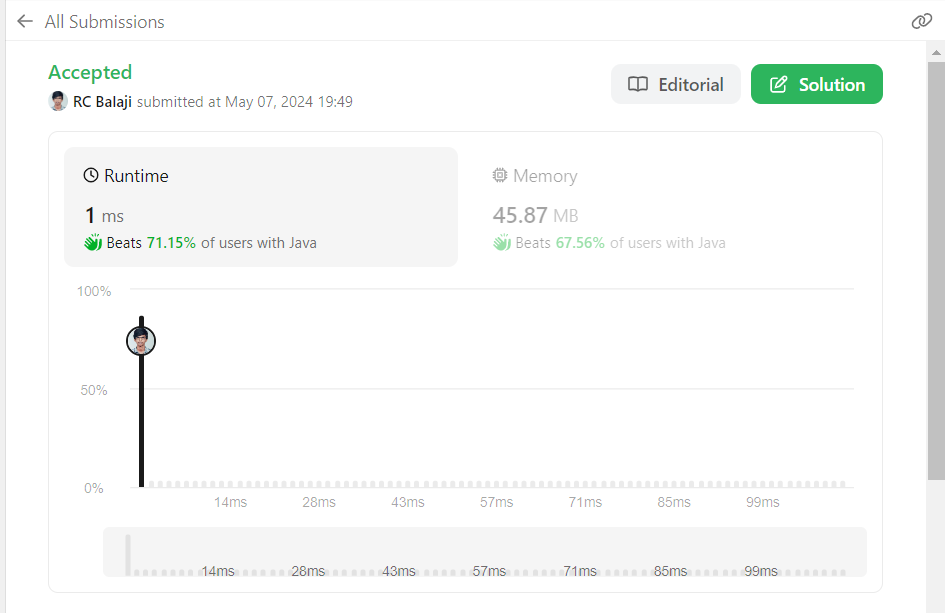 All Submissions
Accepted
RC Balaji submitted at May 07, 2024 19:49
Editorial
Solution
Runtime
1 ms
Beats 71.15% of users with Java
Memory
45.87 MB
Beats 67.56% of users with Java
100%
50%
0%
14ms 28ms 43ms 57ms 71ms 85ms 99ms
14ms 28ms 43ms 57ms 71ms 85ms 99ms